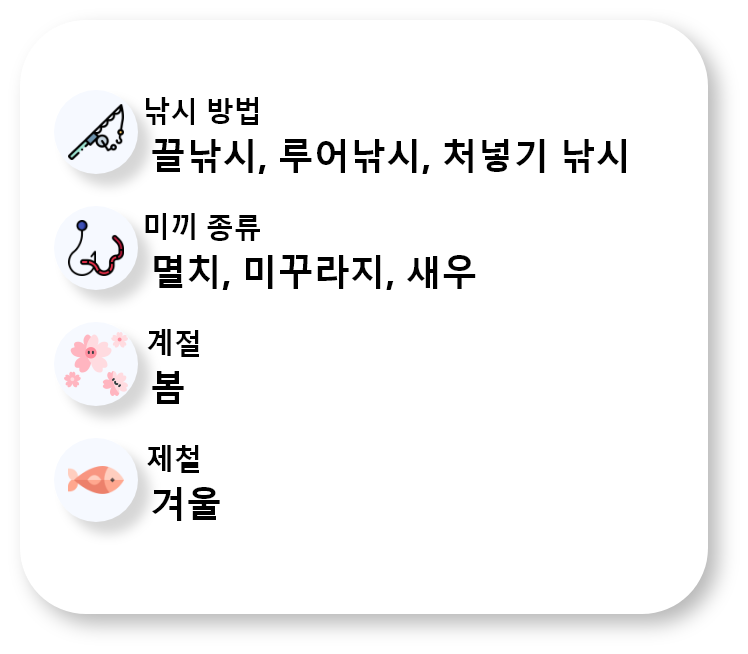 낚시 방법
끌낚시, 루어낚시, 처넣기 낚시
미끼 종류
멸치, 미꾸라지, 새우
계절
봄
제철
겨울